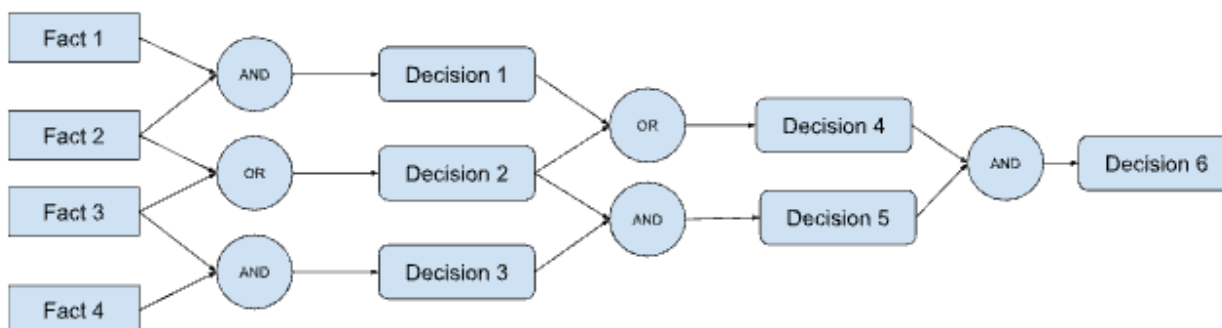 Fact 1
Fact 2
Fact 3
Fact 4
AND
OR
AND
Decision 1
Decision 2
Decision 3
OR
AND
Decision 4
Decision 5
AND
Decision 6